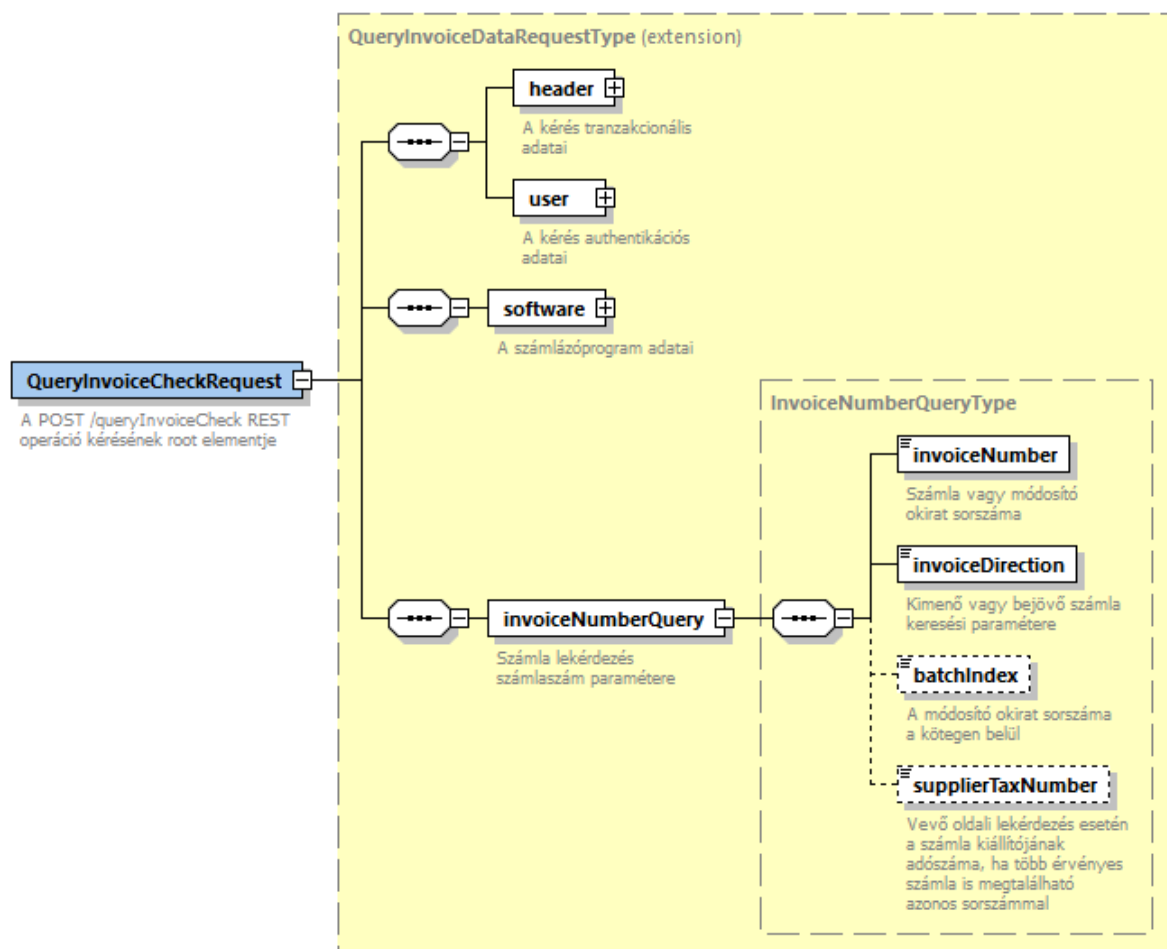 QueryInvoiceDataRequestType (extension)
header
A kérés tranzakcionális
adatai
user
A kérés authentikációs
adatai
software
A számlázóprogram adatai
QueryInvoiceCheckRequest
A POST /queryInvoiceCheck REST
operáció kérésének root elementje
invoiceNumberQuery
Számla lekérdezés
számlaszám paramétere
InvoiceNumberQueryType
invoiceNumber
Számla vagy módosító
okirat sorszáma
invoiceDirection
Kimenő vagy bejövő számla
keresési paramétere
batchIndex
A módosító okirat sorszáma
a kötegen belül
supplierTaxNumber
Vevő oldali lekérdezés esetén
a számla kiállítójának
adószáma, ha több érvényes
számla is megtalálható
azonos sorszámmal